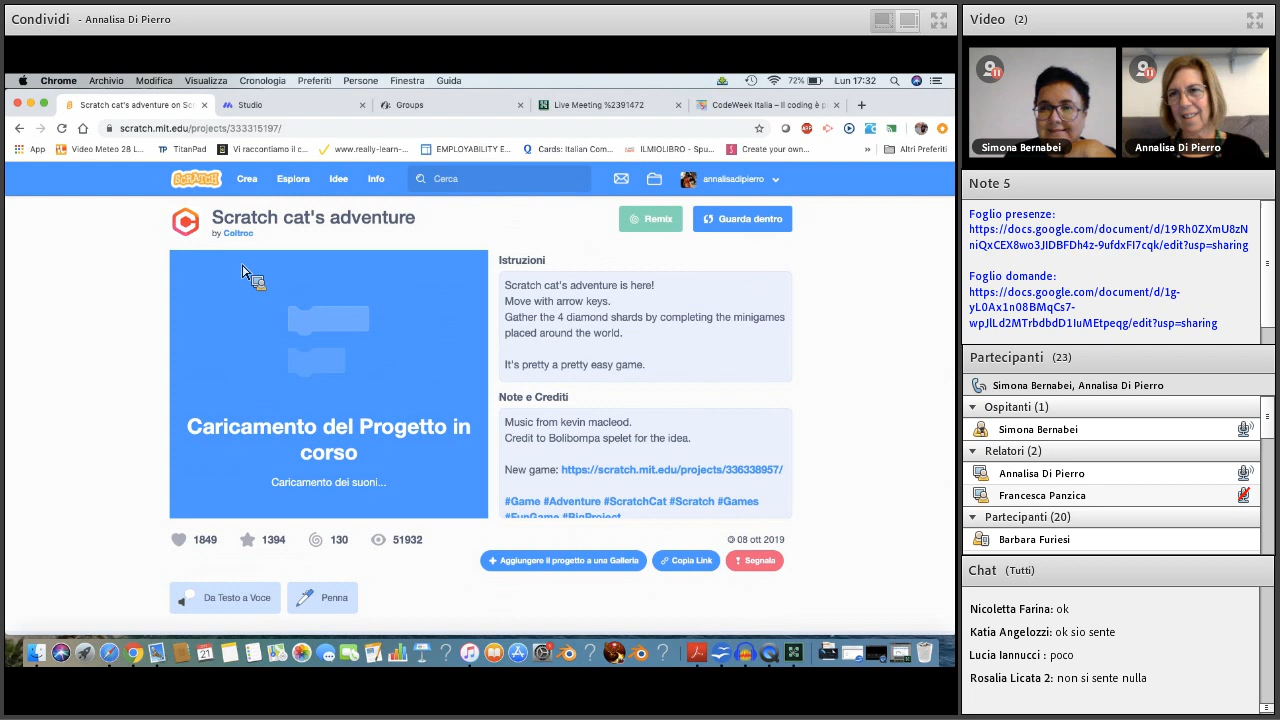 Condividi - Annalisa Di Pierro
Chrome Archivio Modifica Visualizza Cronologia Preferiti Persone Finestra Guida
72% Lun 17:32
Scratch cat's adventure on Scr
Studio
Groups
Live Meeting %2391472
CodeWeek Italia – Il coding è p
scratch.mit.edu/projects/333315197/
App
Video Meteo 28 L...
TitanPad
Vi raccontiamo il c...
www.really-learn-...
EMPLOYABILITY E...
Cards: Italian Com...
ILMIOLIBRO - Spu...
Create your own...
»
Altri Preferiti
SCRATCH
Crea
Esplora
Idee
Info
Cerca
annalisadipierro
Scratch cat's adventure
by Coltroc
Remix
Guarda dentro
Caricamento del Progetto in
corso
Caricamento dei suoni...
Istruzioni
Scratch cat's adventure is here!
Move with arrow keys.
Gather the 4 diamond shards by completing the minigames
placed around the world.
It's pretty a pretty easy game.
Note e Crediti
Music from kevin macleod.
Credit to Bolibompa spelet for the idea.
New game: https://scratch.mit.edu/projects/336338957/
#Game #Adventure #ScratchCat #Scratch #Games
#FunGame #BigProject
1849
1394
130
51932
08 ott 2019
Aggiungere il progetto a una Galleria
Copia Link
Segnala
Da Testo a Voce
Penna
Video (2)
Simona Bernabei
Annalisa Di Pierro
Note 5
Foglio presenze:
https://docs.google.com/document/d/19Rh0ZXmU8zN
niQxCEX8wo3JIDBFDh4z-9ufdxFI7cqk/edit?usp=sharing
Foglio domande:
https://docs.google.com/document/d/1g-
yL0Ax1n08BMqCs7-
wpJlLd2MTrbdbdD1IuMEtpeqg/edit?usp=sharing
Partecipanti (23)
Simona Bernabei, Annalisa Di Pierro
Ospitanti (1)
Simona Bernabei
Relatori (2)
Annalisa Di Pierro
Francesca Panzica
Partecipanti (20)
Barbara Furiesi
Chat (Tutti)
Nicoletta Farina: ok
Katia Angelozzi: ok sio sente
Lucia Iannucci : poco
Rosalia Licata 2: non si sente nulla